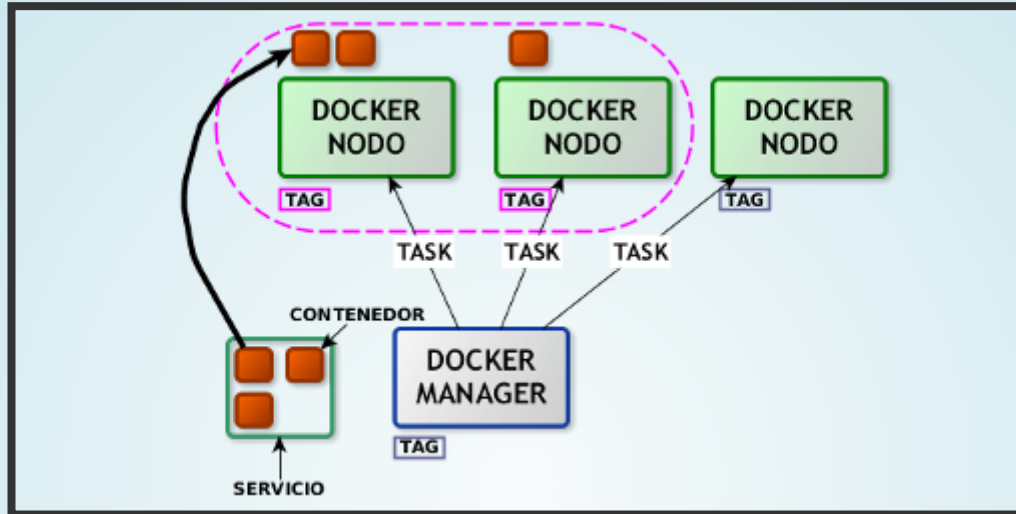 DOCKER
NODO
DOCKER
NODO
DOCKER
NODO
TAG
TAG
TAG
TASK
TASK
TASK
CONTENEDOR
DOCKER
MANAGER
TAG
SERVICIO